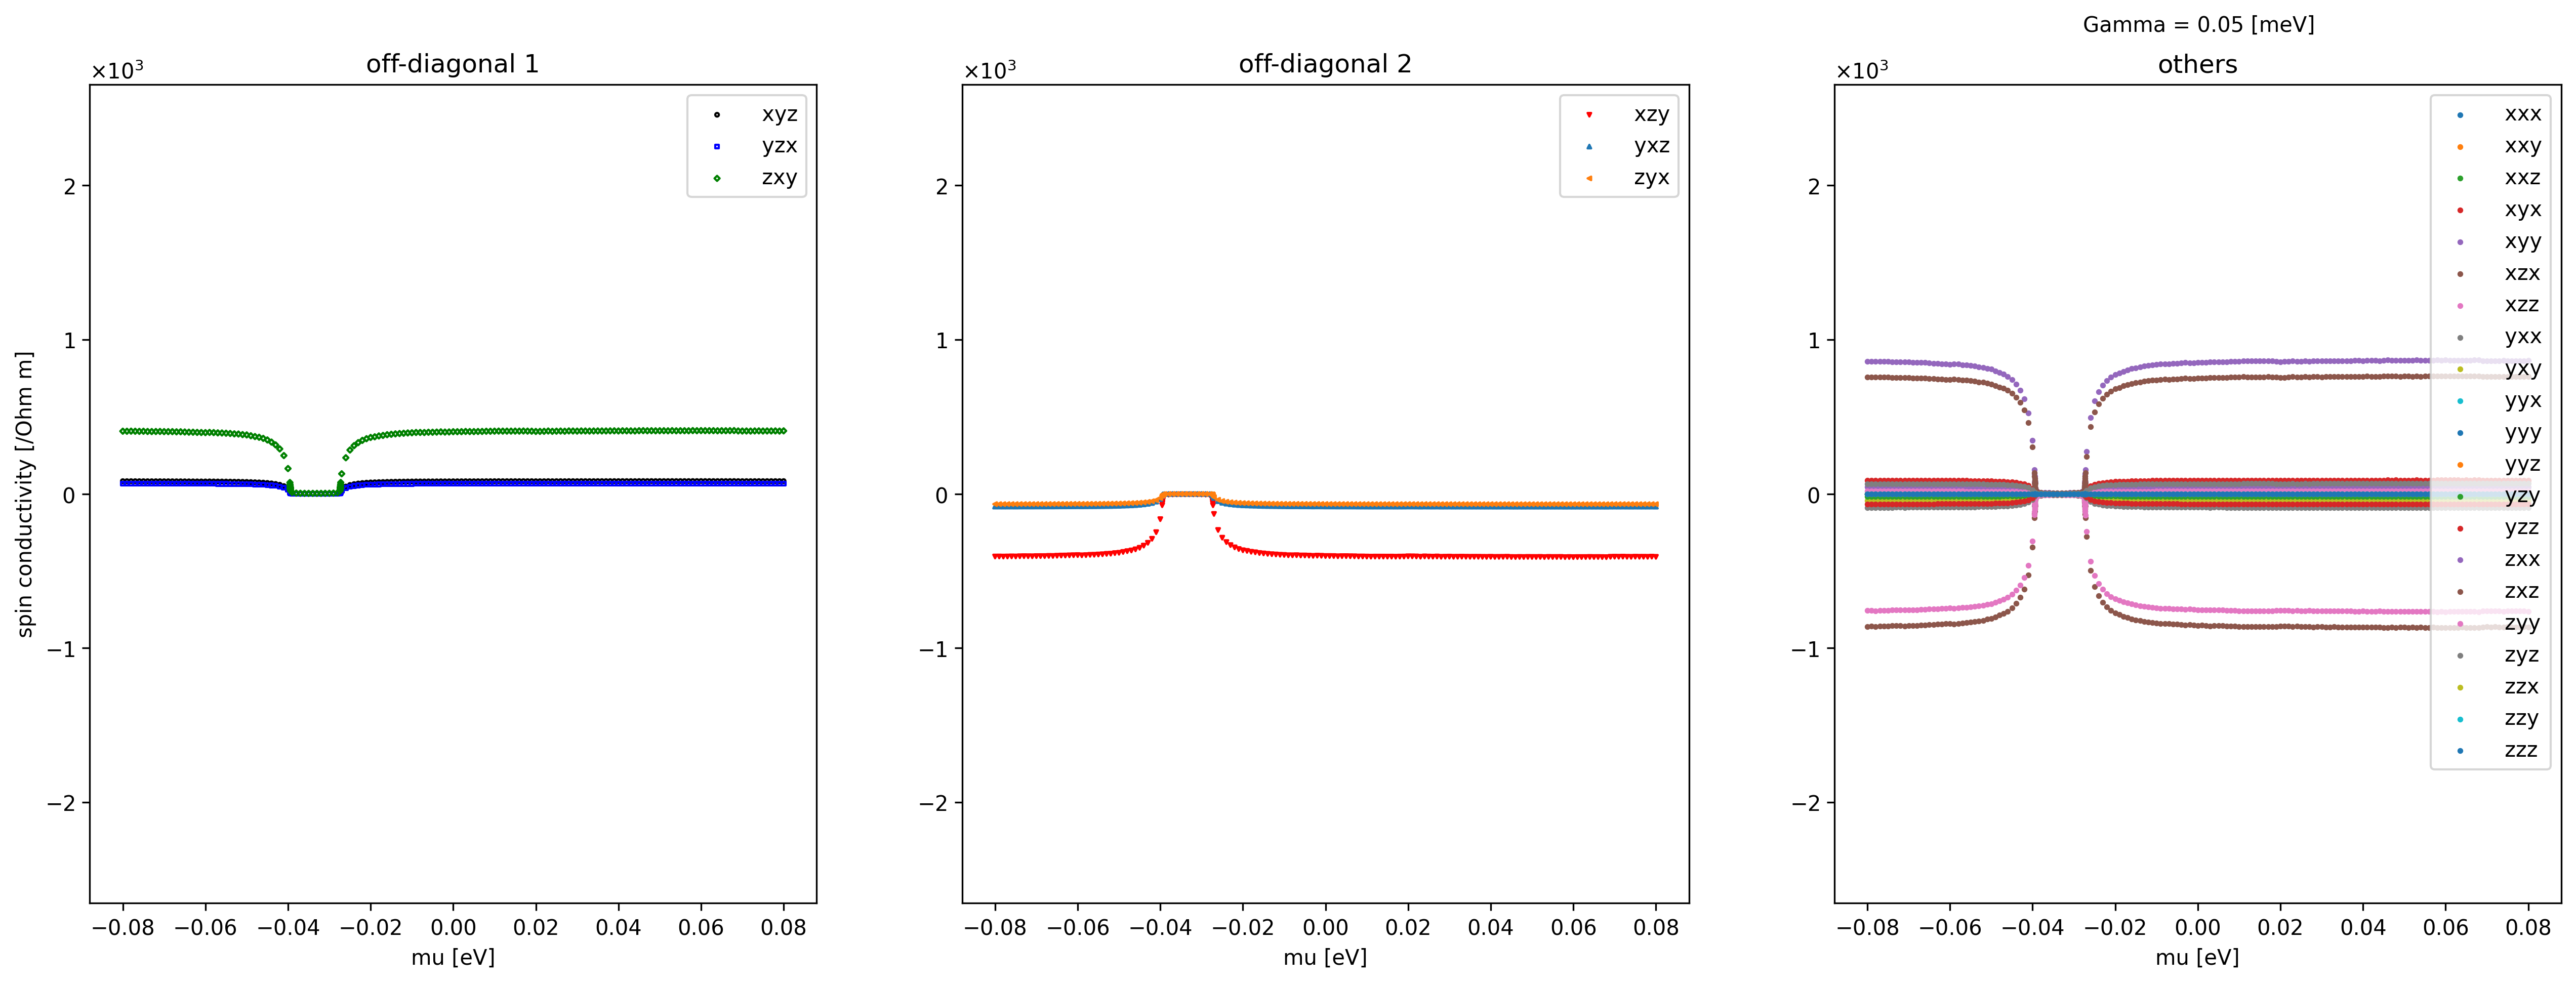 Gamma = 0.05 [meV]
off-diagonal 1
off-diagonal 2
others
×10³
×10³
×10³
spin conductivity [/Ohm m]
2
1
0
−1
−2
−0.08 −0.06 −0.04 −0.02 0.00 0.02 0.04 0.06 0.08
mu [eV]
xyz
yzx
zxy
2
1
0
−1
−2
−0.08 −0.06 −0.04 −0.02 0.00 0.02 0.04 0.06 0.08
mu [eV]
xzy
yxz
zyx
2
1
0
−1
−2
−0.08 −0.06 −0.04 −0.02 0.00 0.02 0.04 0.06 0.08
mu [eV]
xxx
xxy
xxz
xyx
xyy
xzx
xzz
yxx
yxy
yyx
yyy
yyz
yzy
yzz
zxx
zxz
zyy
zyz
zzx
zzy
zzz